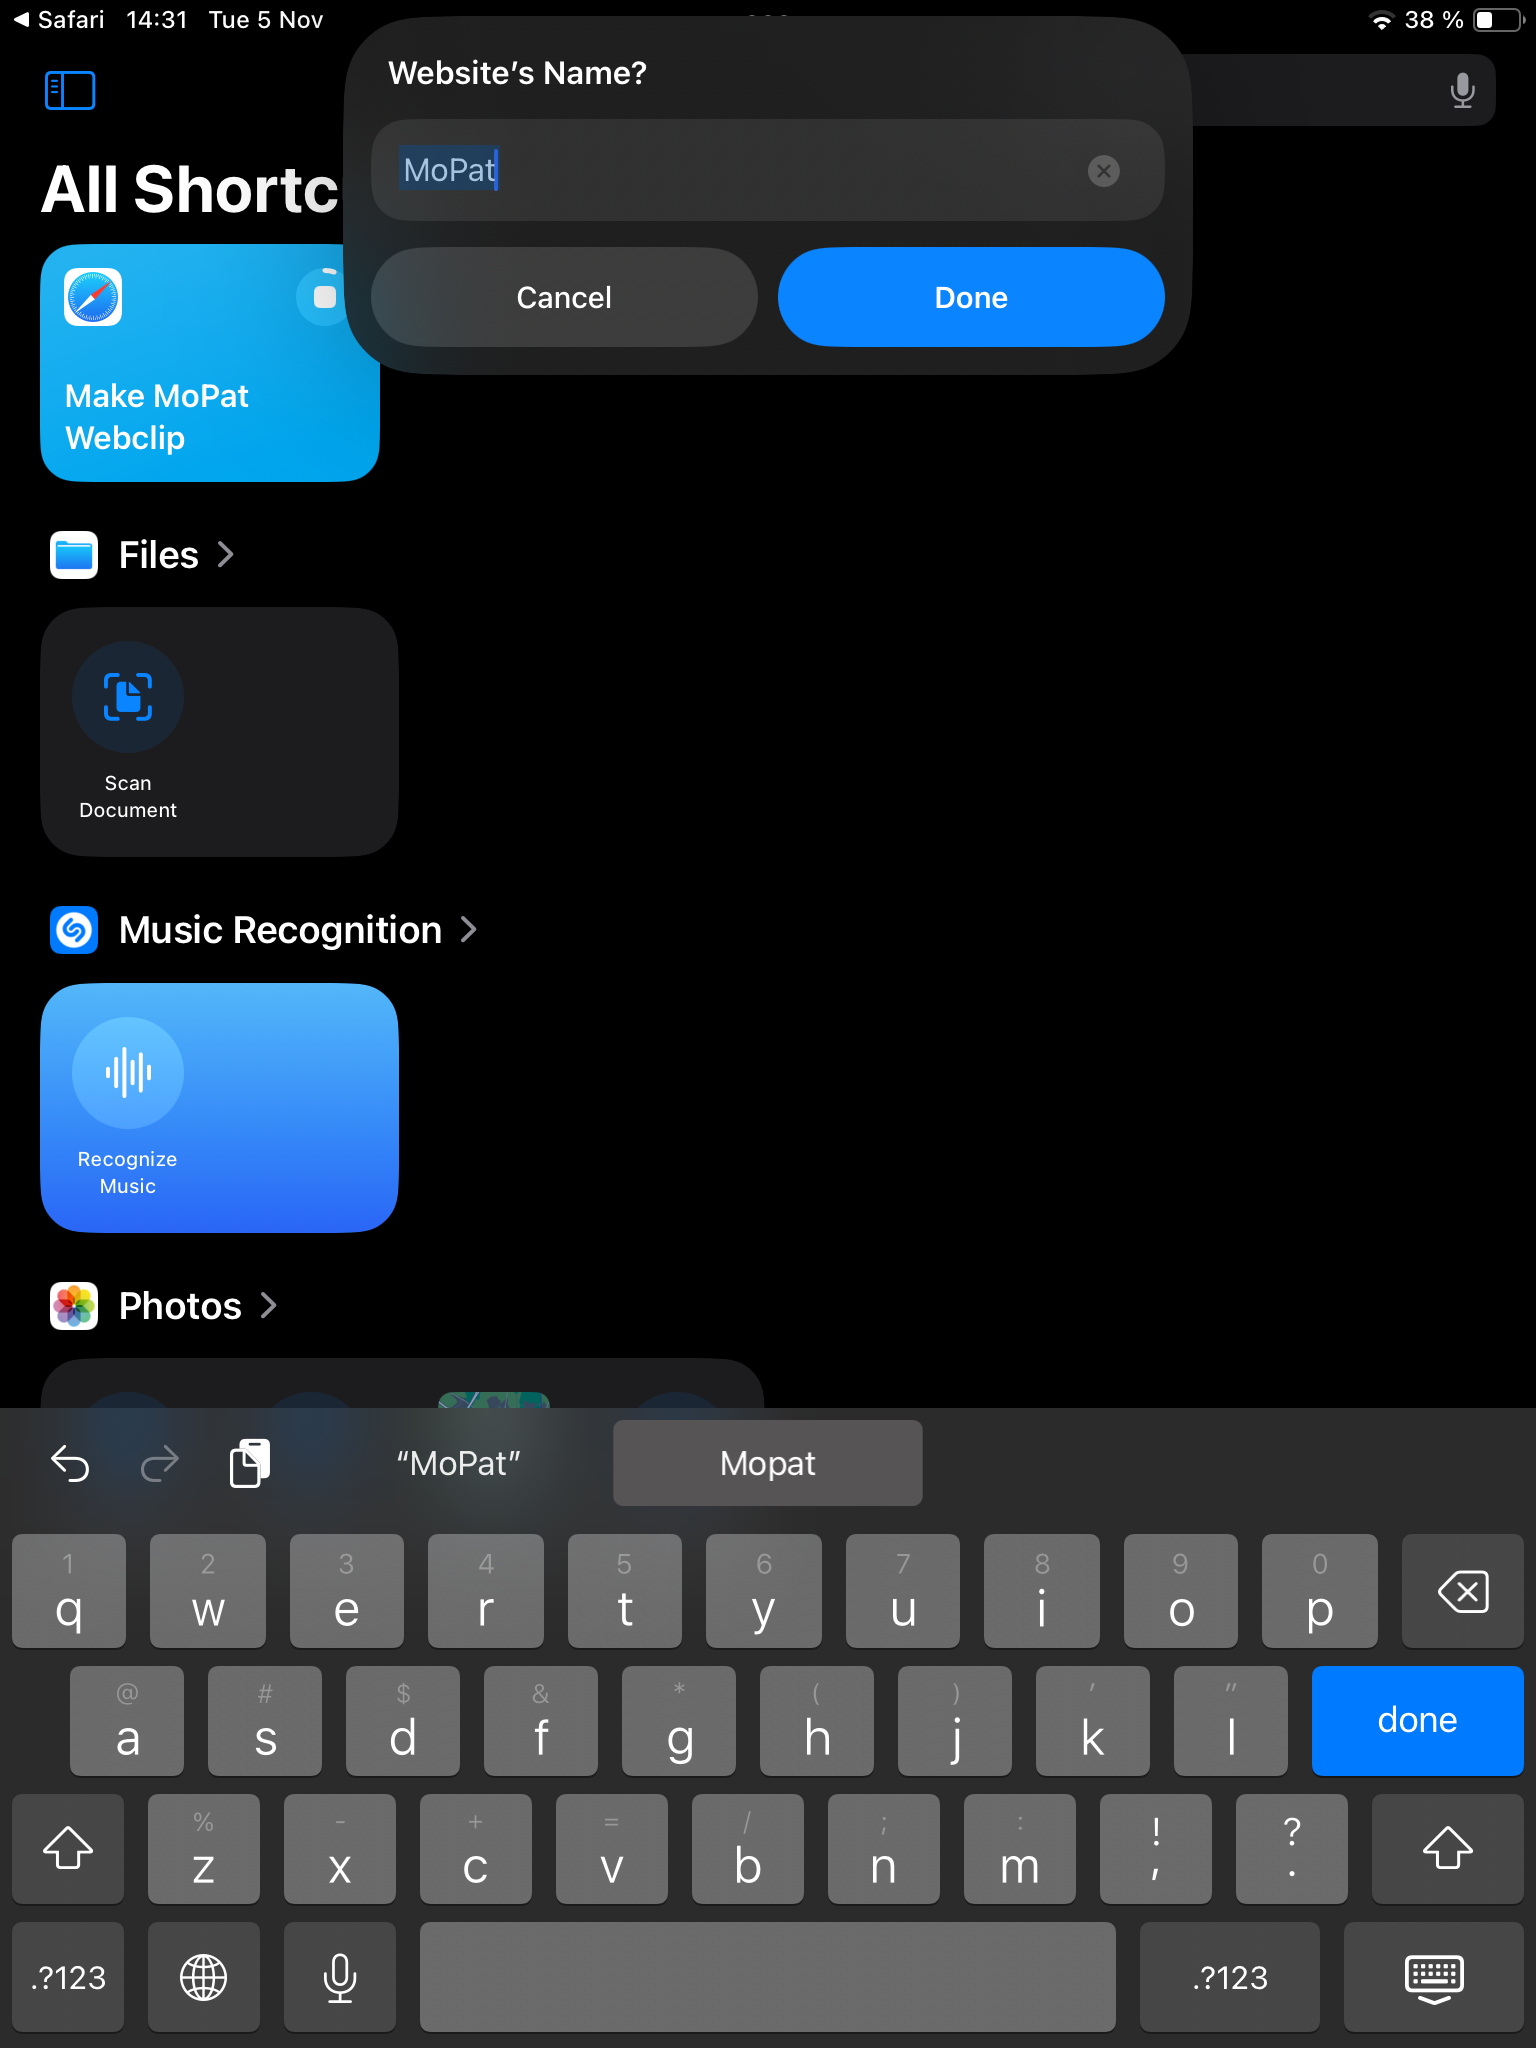 Safari 14:31 Tue 5 Nov
38 %
Website's Name?
MoPat
Cancel
Done
All Shortc
Make MoPat
Webclip
Files
Scan
Document
Music Recognition
Recognize
Music
Photos
“MoPat”
Mopat
1 2 3 4 5 6 7 8 9 0
q w e r t y u i o p
@ # $ & * ( ) ' "
a s d f g h j k l done
% - + = / ; : ! ?
z x c v b n m , .
.?123 .?123